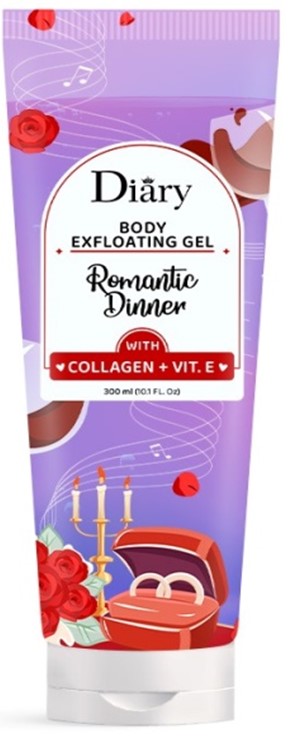 Diary
BODY
EXFLOATING GEL
Romantic
Dinner
WITH
♥COLLAGEN + VIT. E♥
300 ml (10.1 FL. Oz)